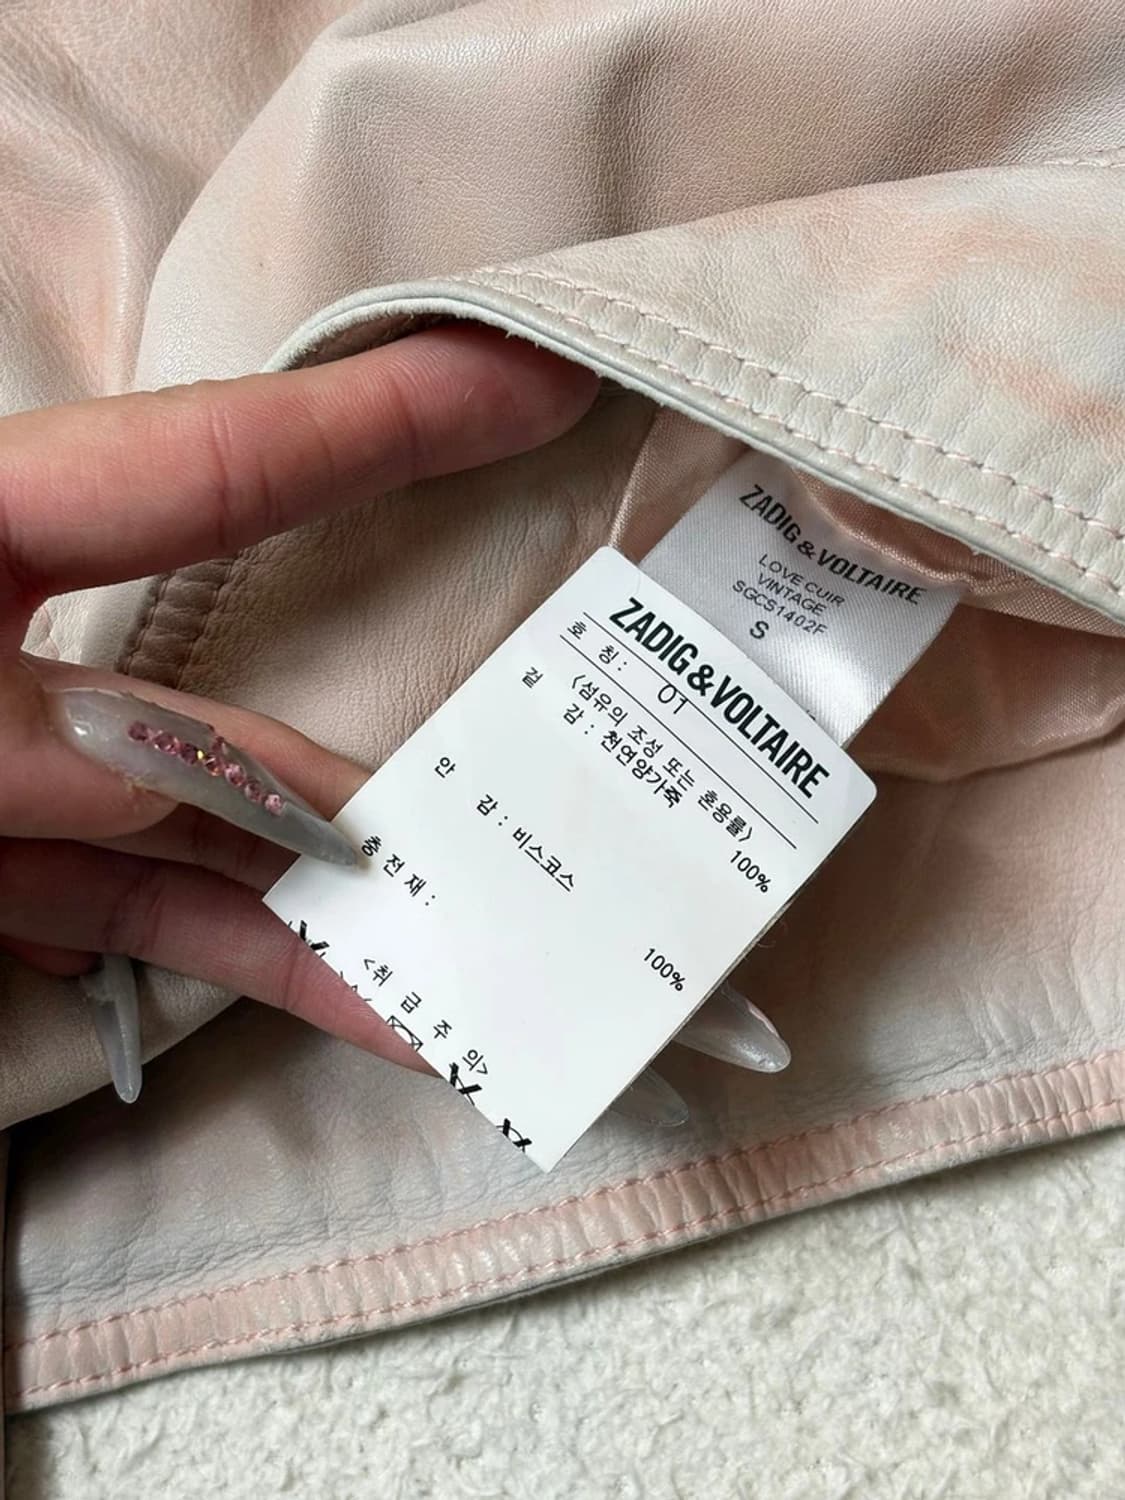 ZADIG & VOLTAIRE
LOVE CUIR
VINTAGE
SGCS1402F
S
ZADIG & VOLTAIRE
호 칭 : 01
〈섬유의 조성 또는 혼용률〉
겉 감 : 천연양가죽 100%
안 감 : 비스코스 100%
충 전 재 :
<취 급 주 의>